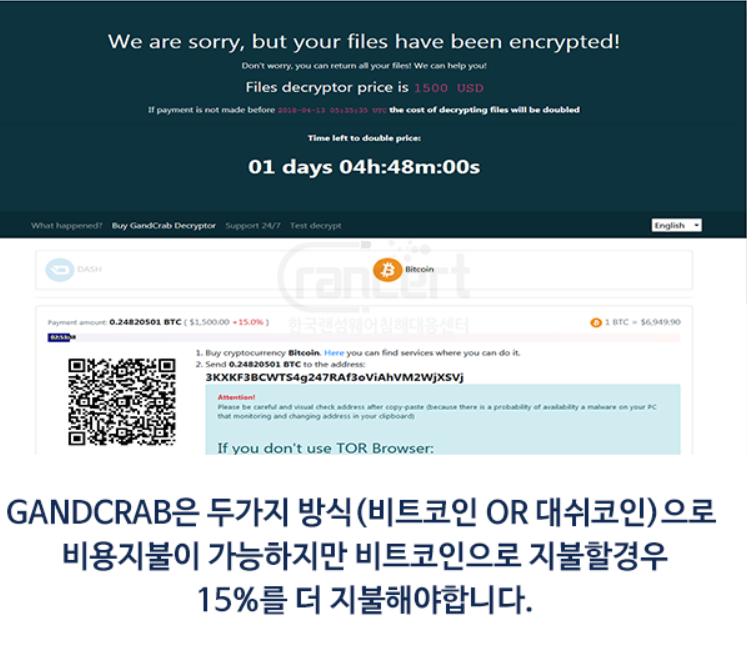 We are sorry, but your files have been encrypted!
Don't worry, you can return all your files! We can help you!
Files decryptor price is 1500 USD
If payment is not made before 2018-04-13 05:35:35 UTC the cost of decrypting files will be doubled
Time left to double price:
01 days 04h:48m:00s
What happened? Buy GandCrab Decryptor Support 24/7 Test decrypt English
DASH Bitcoin
rancert
한국랜섬웨어침해대응센터
Payment amount: 0.24820501 BTC ( $1,500.00 +15.0% ) 1 BTC = $6,949.90
1. Buy cryptocurrency Bitcoin. Here you can find services where you can do it.
2. Send 0.24820501 BTC to the address:
3KXKF3BCWTS4g247RAf3oViAhVM2WjXSVj
Attention!
Please be careful and visual check address after copy-paste (because there is a probability of availability a malware on your PC
that monitoring and changing address in your clipboard)
If you don't use TOR Browser:
GANDCRAB은 두가지 방식(비트코인 OR 대쉬코인)으로
비용지불이 가능하지만 비트코인으로 지불할경우
15%를 더 지불해야합니다.